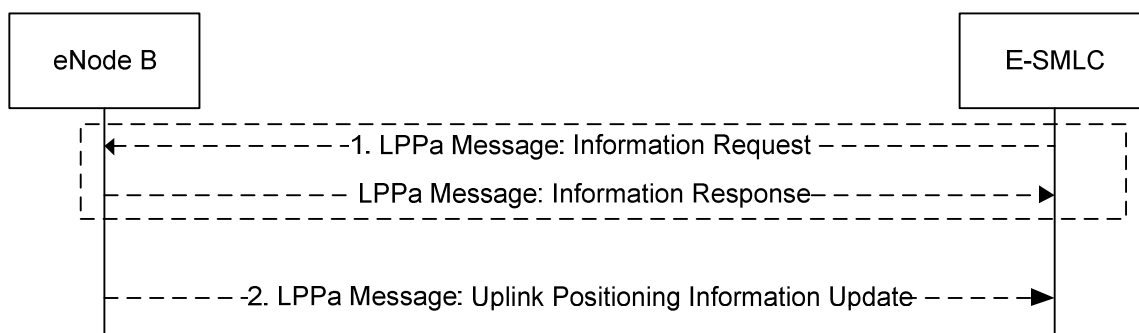 eNode B
E-SMLC
1. LPPa Message: Information Request
LPPa Message: Information Response
2. LPPa Message: Uplink Positioning Information Update